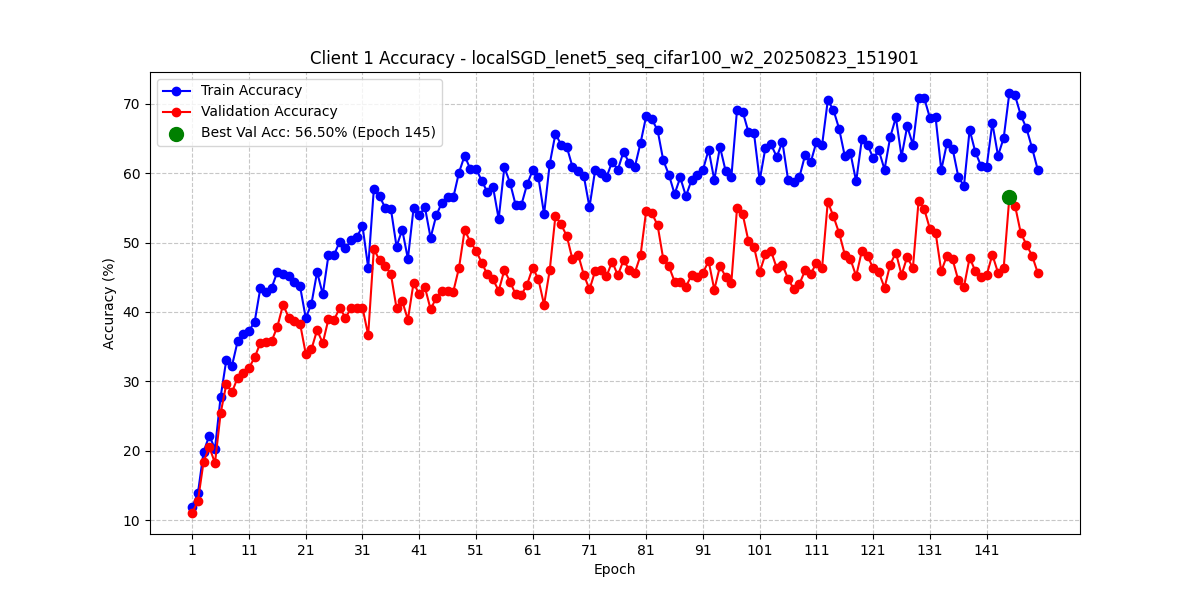 Client 1 Accuracy - localSGD_lenet5_seq_cifar100_w2_20250823_151901
Train Accuracy
Validation Accuracy
Best Val Acc: 56.50% (Epoch 145)
Accuracy (%)
70
60
50
40
30
20
10
1 11 21 31 41 51 61 71 81 91 101 111 121 131 141
Epoch